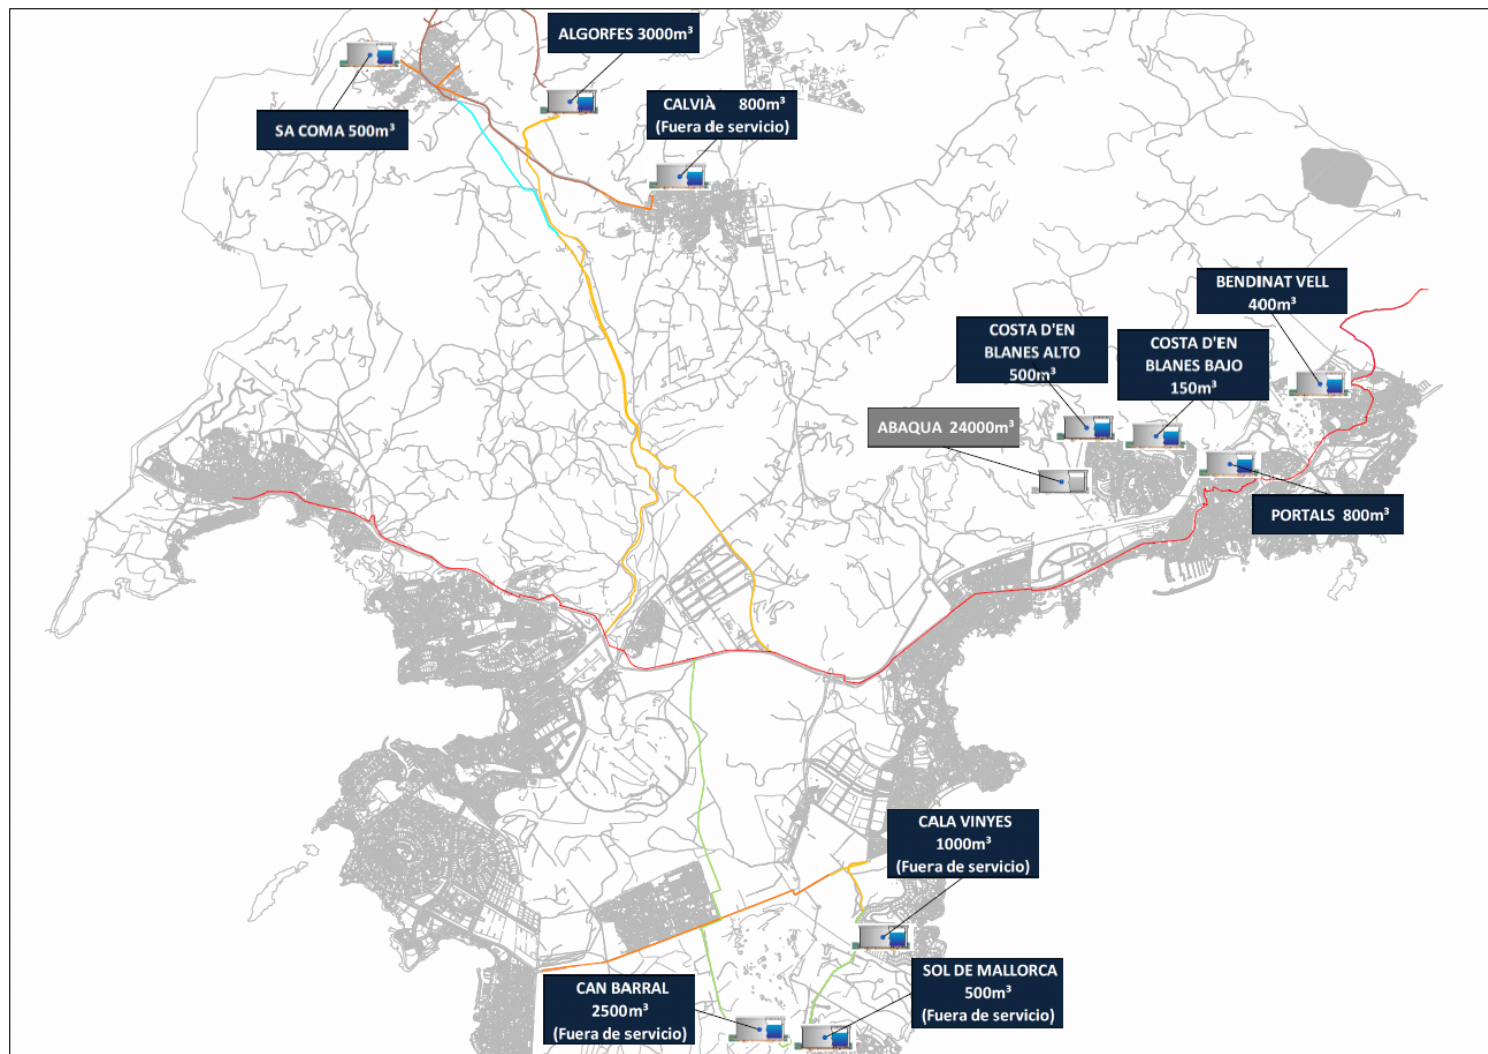 ALGORFES 3000m³
SA COMA 500m³
CALVIÀ 800m³
(Fuera de servicio)
BENDINAT VELL
400m³
COSTA D'EN
BLANES ALTO
500m³
COSTA D'EN
BLANES BAJO
150m³
ABAQUA 24000m³
PORTALS 800m³
CALA VINYES
1000m³
(Fuera de servicio)
CAN BARRAL
2500m³
(Fuera de servicio)
SOL DE MALLORCA
500m³
(Fuera de servicio)